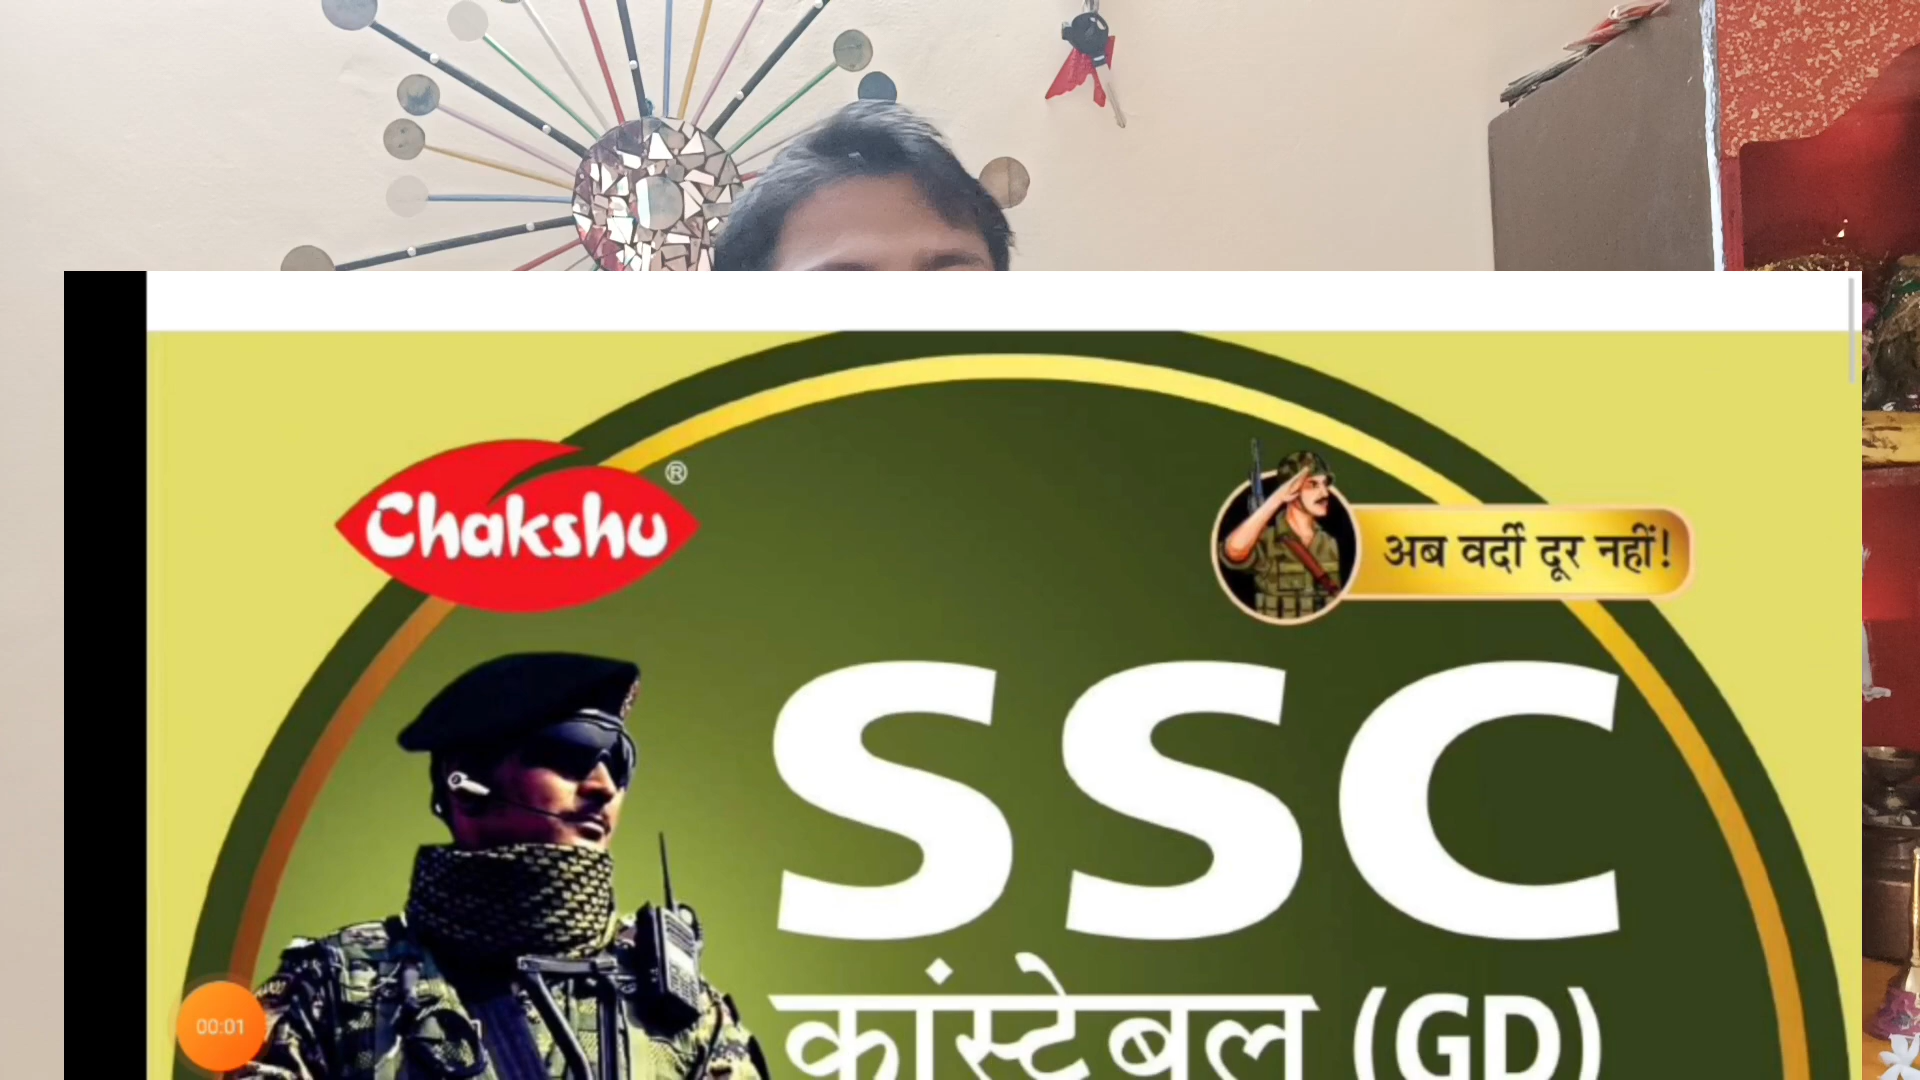 Chakshu ®
अब वर्दी दूर नहीं!
SSC
कांस्टेबल (GD)
00:01